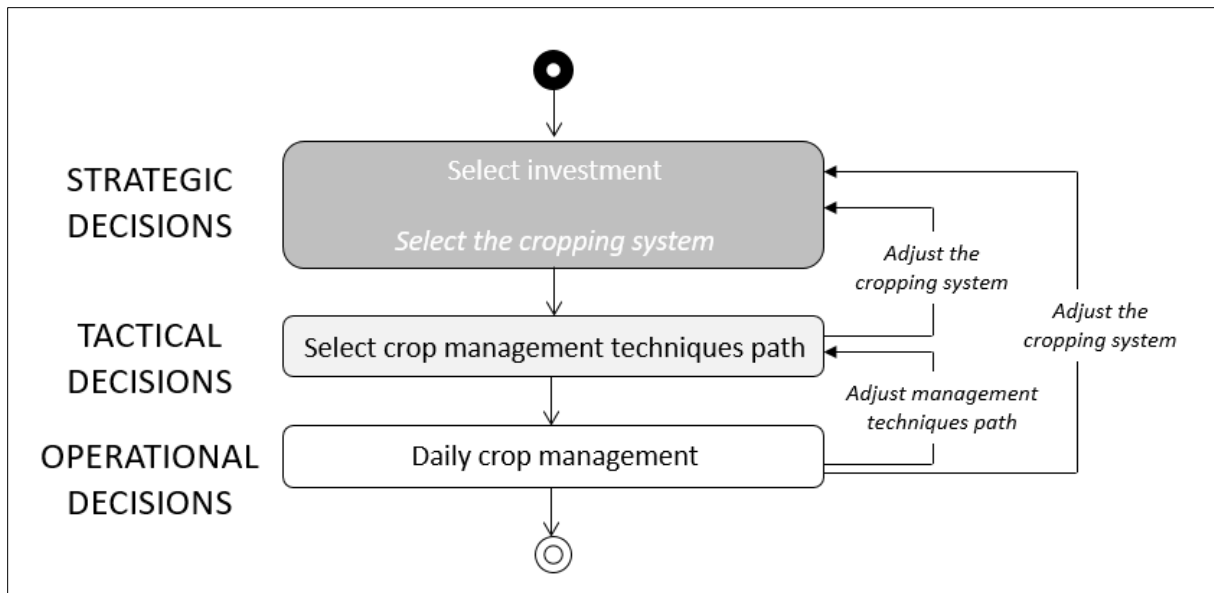 STRATEGIC
DECISIONS
Select investment
Select the cropping system
Adjust the
cropping system
Adjust the
cropping system
TACTICAL
DECISIONS
Select crop management techniques path
Adjust management
techniques path
OPERATIONAL
DECISIONS
Daily crop management